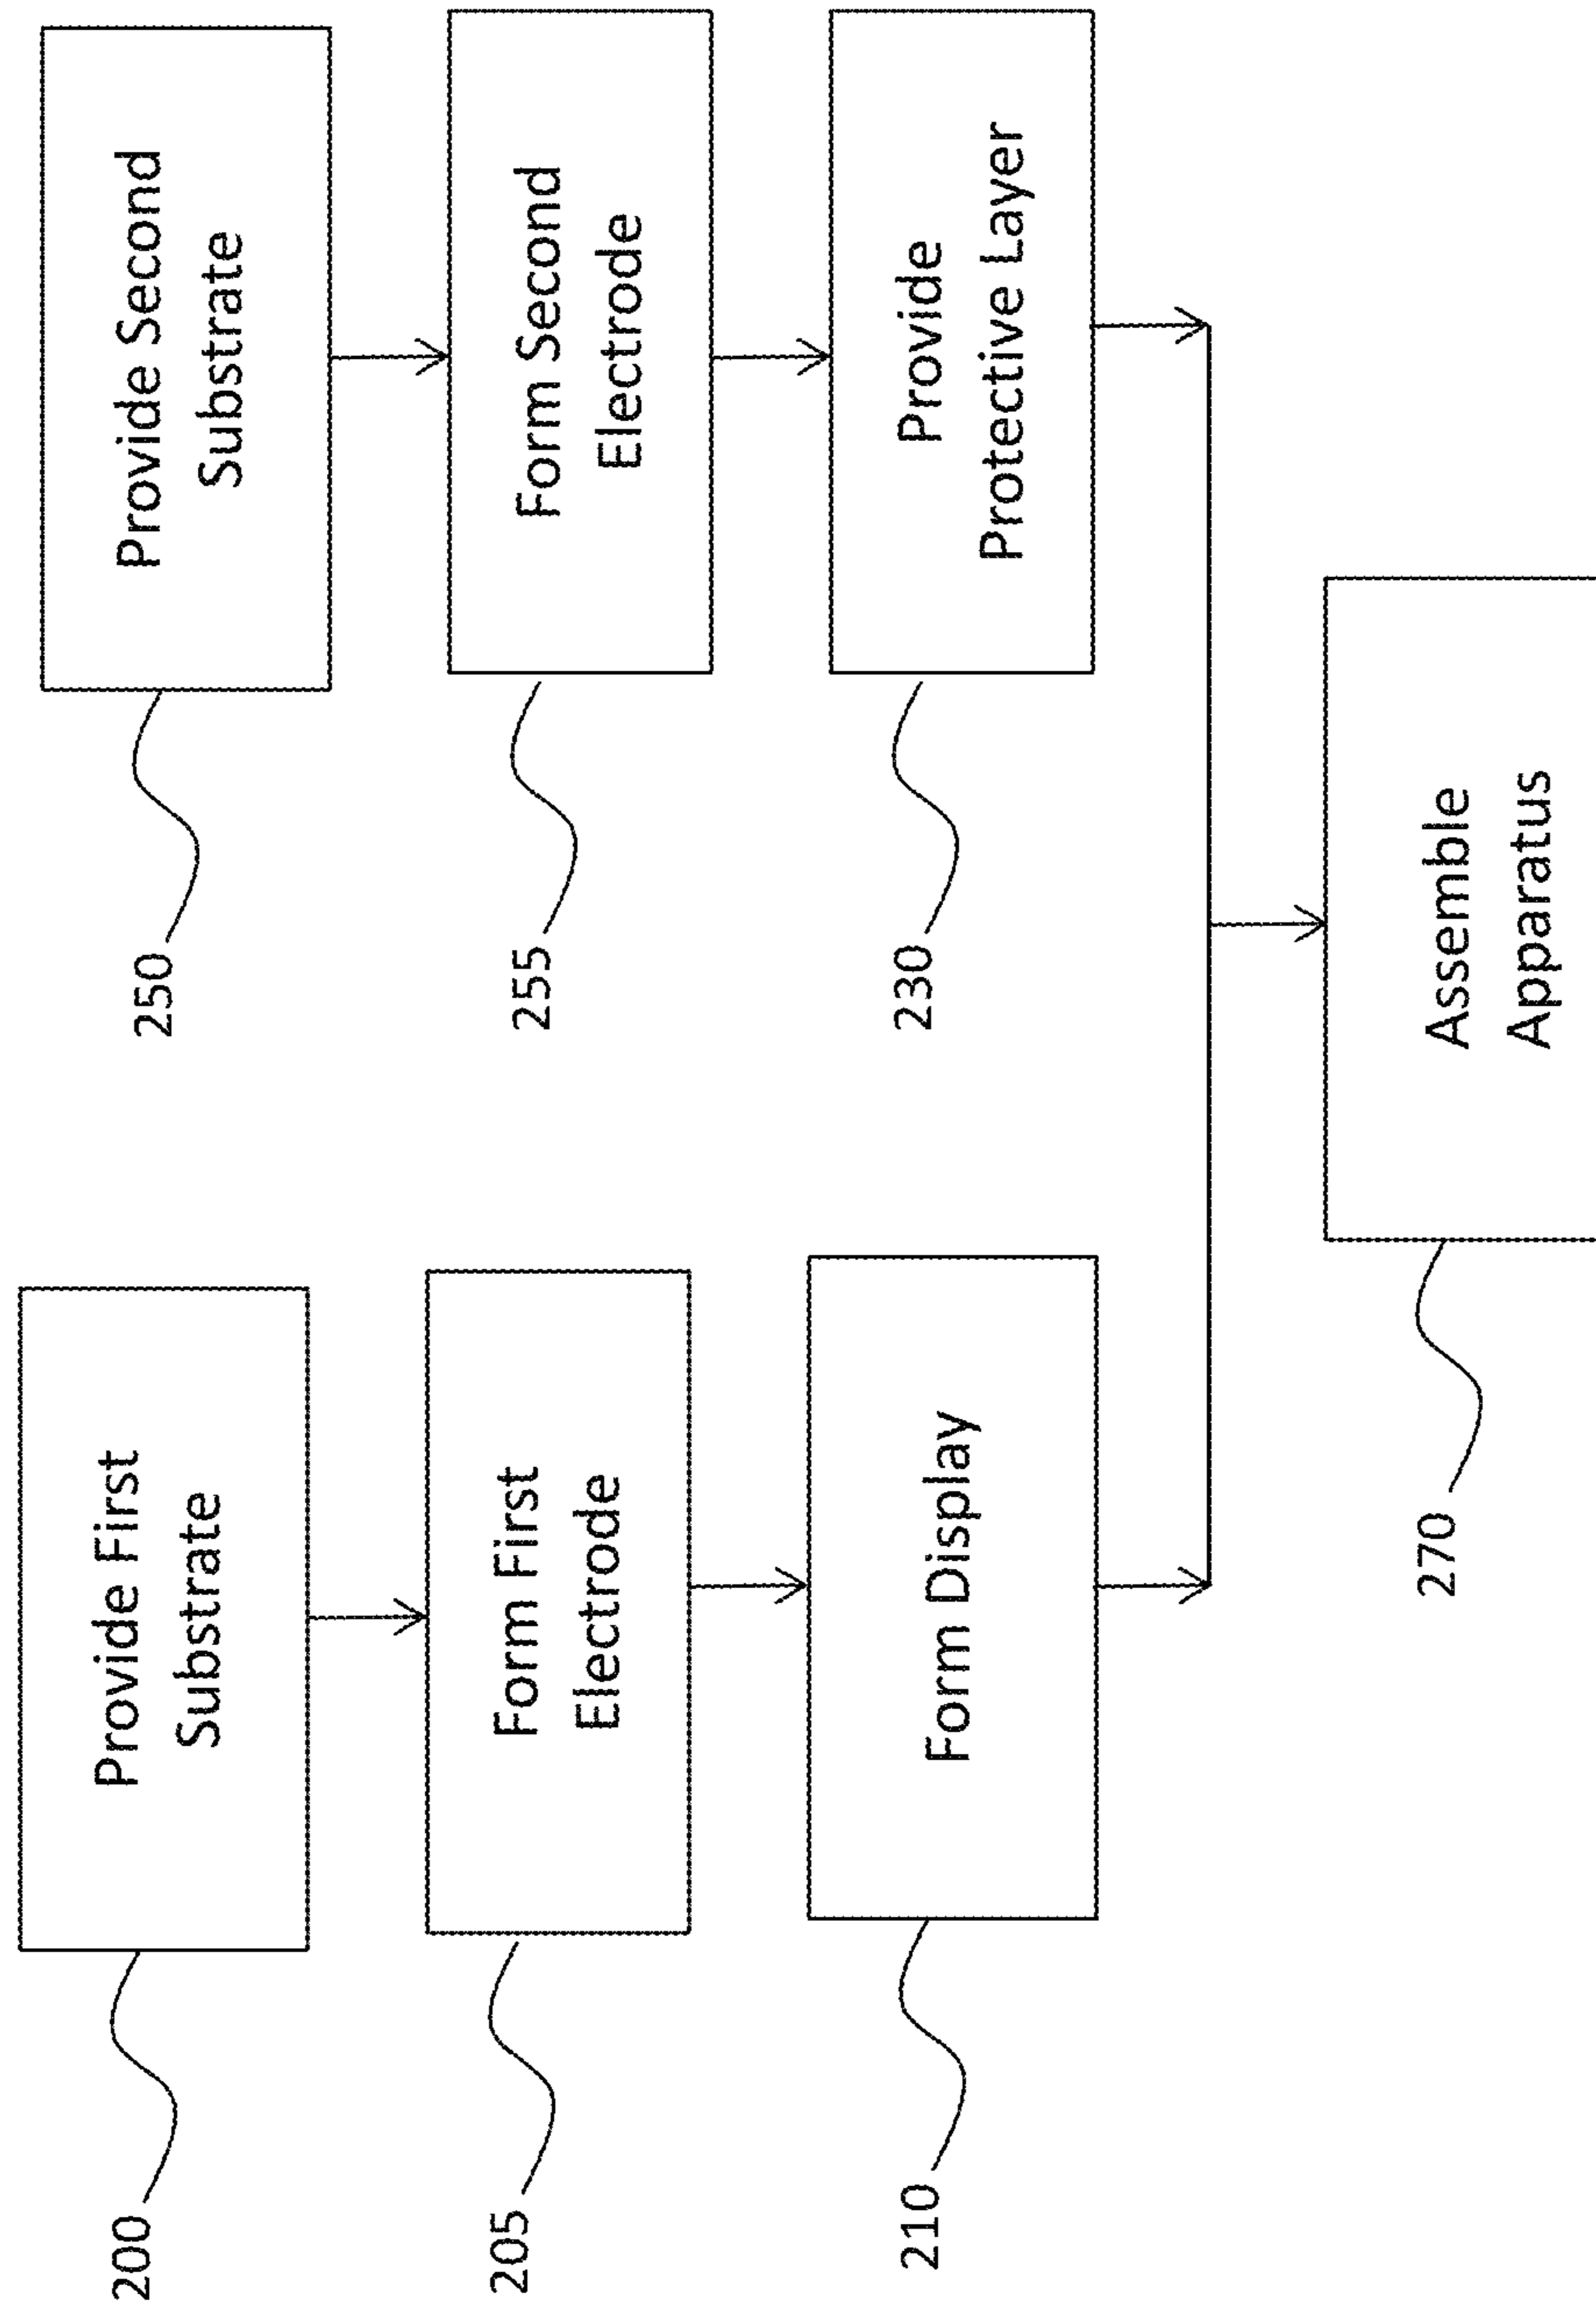 200
Provide First
Substrate
205
Form First
Electrode
210
Form Display
250
Provide Second
Substrate
255
Form Second
Electrode
230
Provide
Protective Layer
270
Assemble
Apparatus